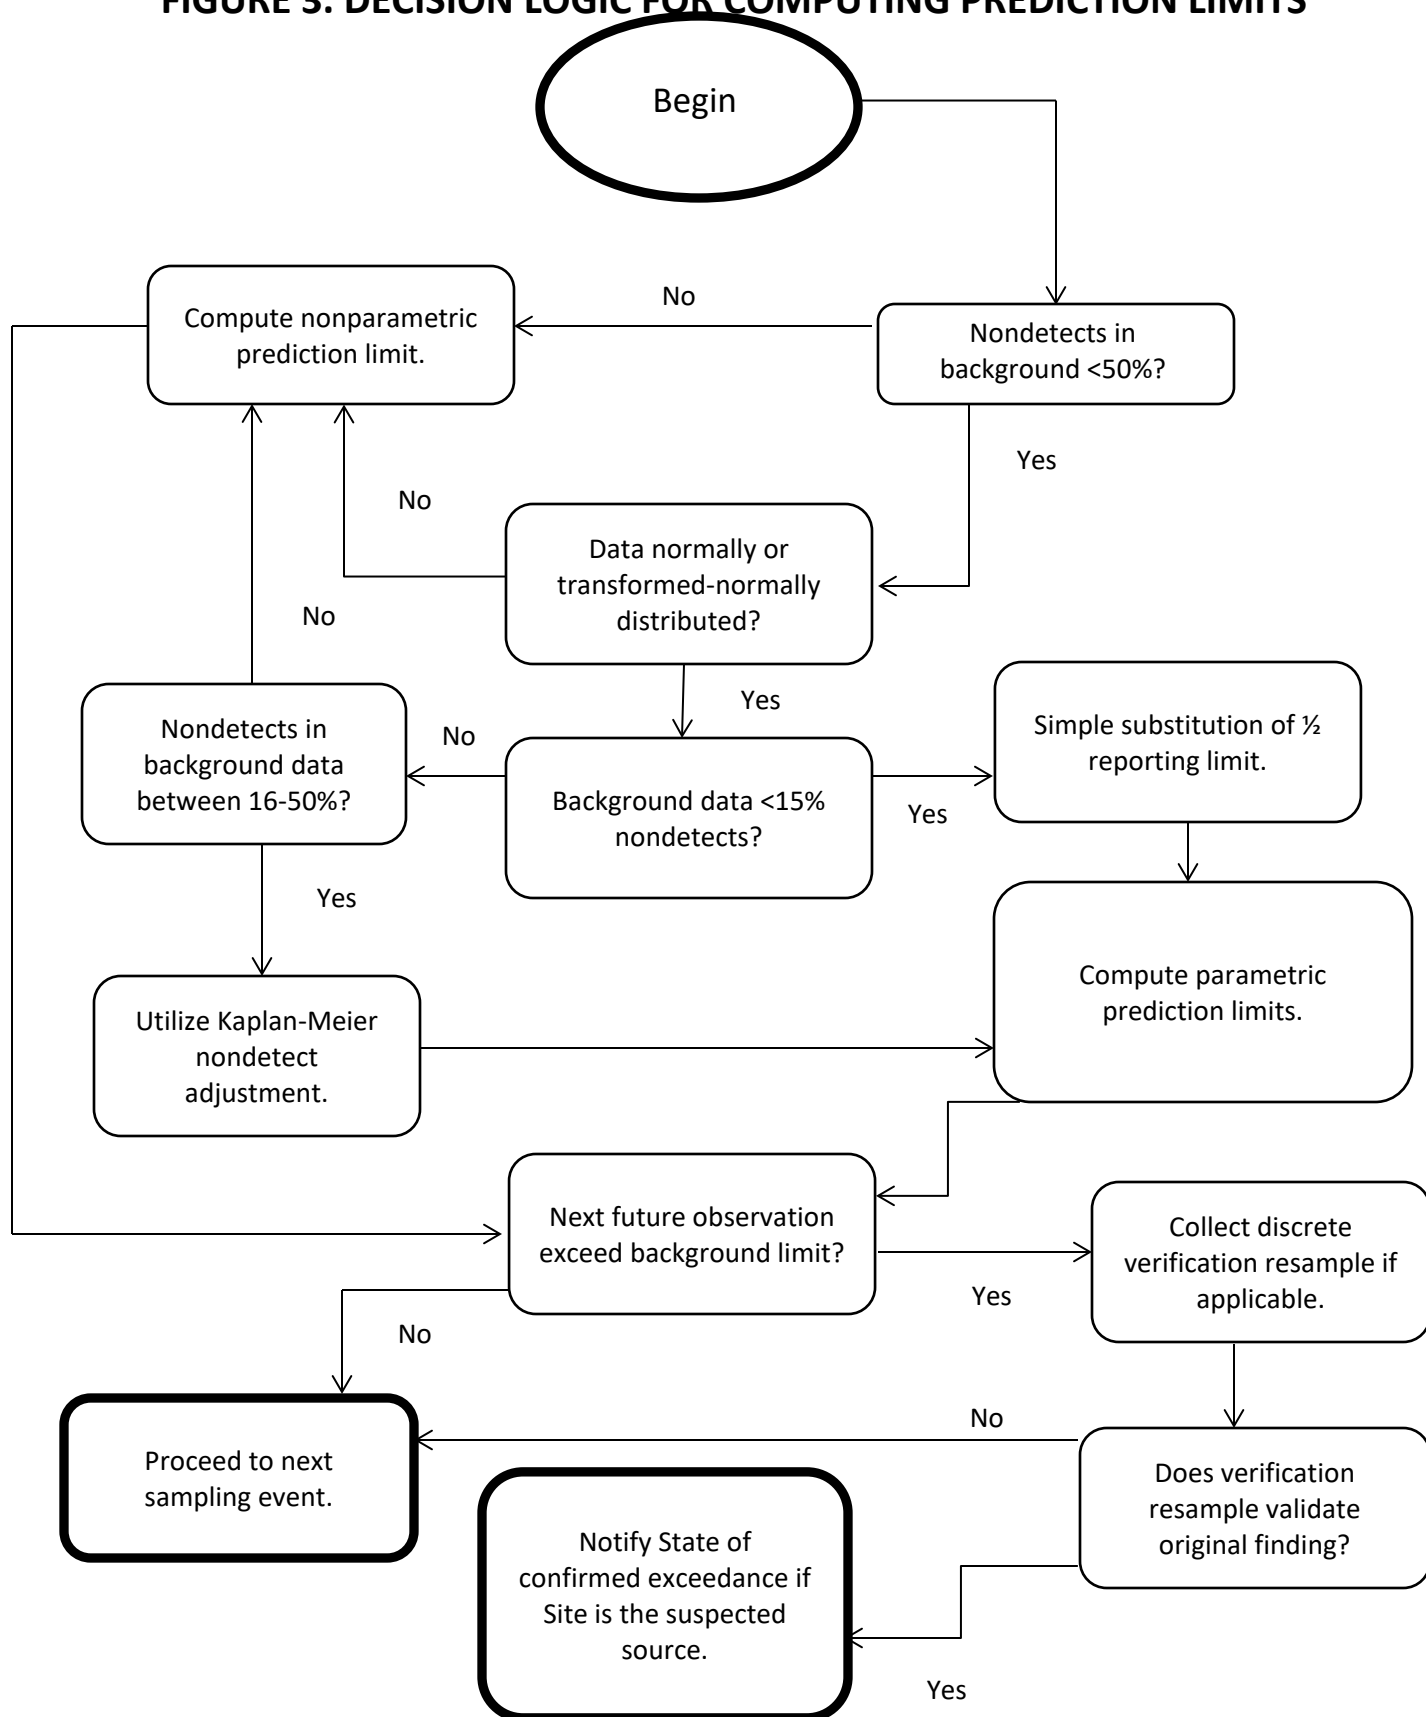 FIGURE 3. DECISION LOGIC FOR COMPUTING PREDICTION LIMITS
Begin
Compute nonparametric
prediction limit.
No
Nondetects in
background <50%?
Yes
No
Data normally or
transformed-normally
distributed?
No
Yes
Nondetects in
background data
between 16-50%?
No
Background data <15%
nondetects?
Yes
Simple substitution of ½
reporting limit.
Yes
Compute parametric
prediction limits.
Utilize Kaplan-Meier
nondetect
adjustment.
Next future observation
exceed background limit?
Yes
Collect discrete
verification resample if
applicable.
No
No
Proceed to next
sampling event.
Does verification
resample validate
original finding?
Notify State of
confirmed exceedance if
Site is the suspected
source.
Yes